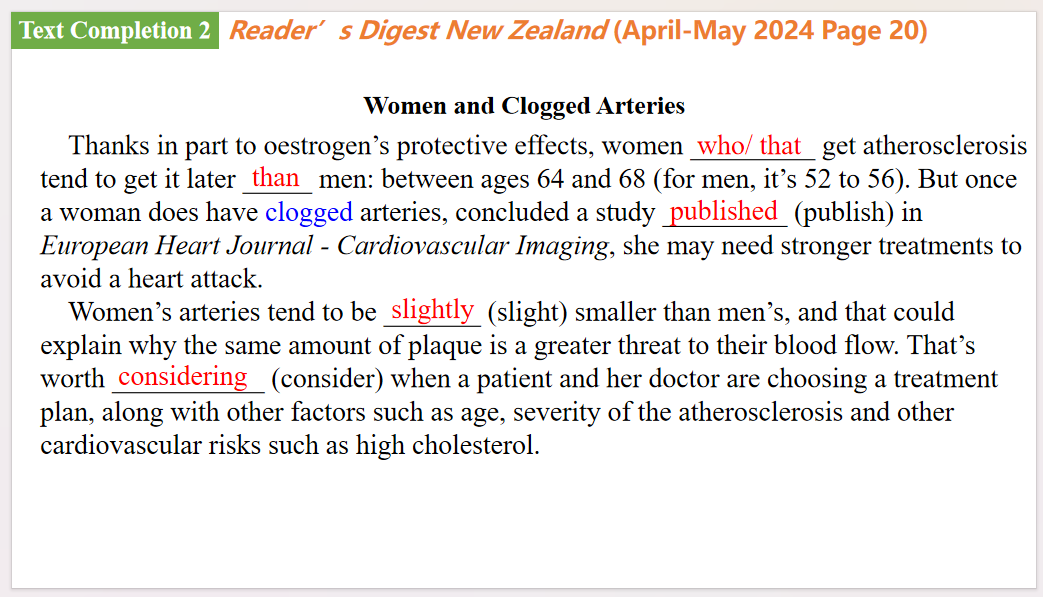 Text Completion 2 Reader’s Digest New Zealand (April-May 2024 Page 20)
Women and Clogged Arteries
Thanks in part to oestrogen’s protective effects, women who/ that get atherosclerosis
tend to get it later than men: between ages 64 and 68 (for men, it’s 52 to 56). But once
a woman does have clogged arteries, concluded a study published (publish) in
European Heart Journal - Cardiovascular Imaging, she may need stronger treatments to
avoid a heart attack.
Women’s arteries tend to be slightly (slight) smaller than men’s, and that could
explain why the same amount of plaque is a greater threat to their blood flow. That’s
worth considering (consider) when a patient and her doctor are choosing a treatment
plan, along with other factors such as age, severity of the atherosclerosis and other
cardiovascular risks such as high cholesterol.